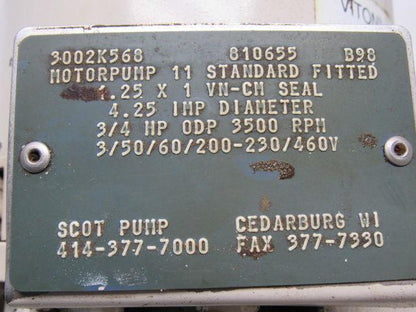 3002K568 810655 B98
MOTORPUMP 11 STANDARD FITTED
1.25 X 1 VN-CM SEAL
4.25 IMP DIAMETER
3/4 HP ODP 3500 RPM
3/50/60/200-230/460V
SCOT PUMP CEDARBURG WI
414-377-7000 FAX 377-7330